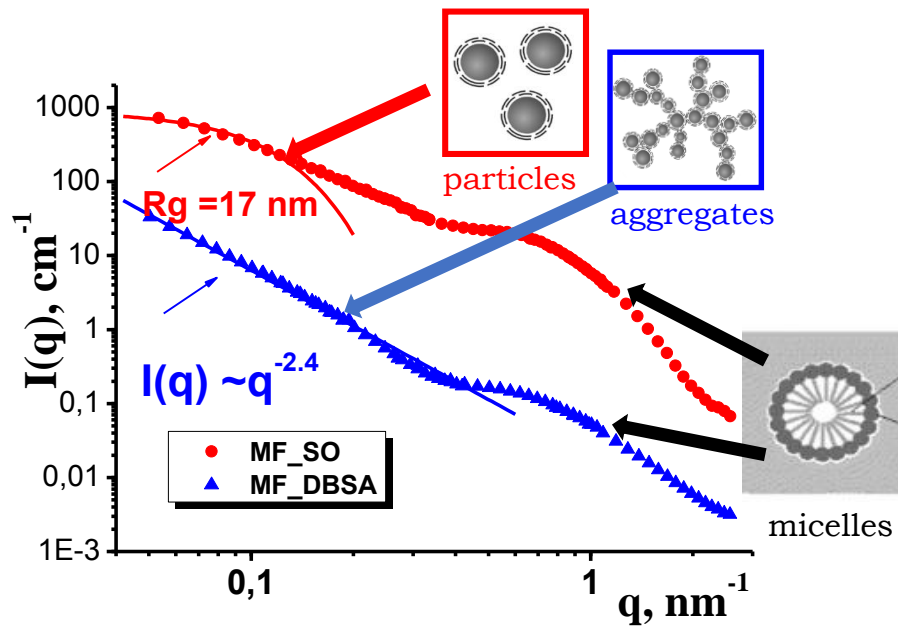 particles
aggregates
micelles
Rg =17 nm
I(q) ~q-2.4
MF_SO
MF_DBSA
I(q), cm-1
1000
100
10
1
0,1
0,01
1E-3
0,1
1
q, nm-1